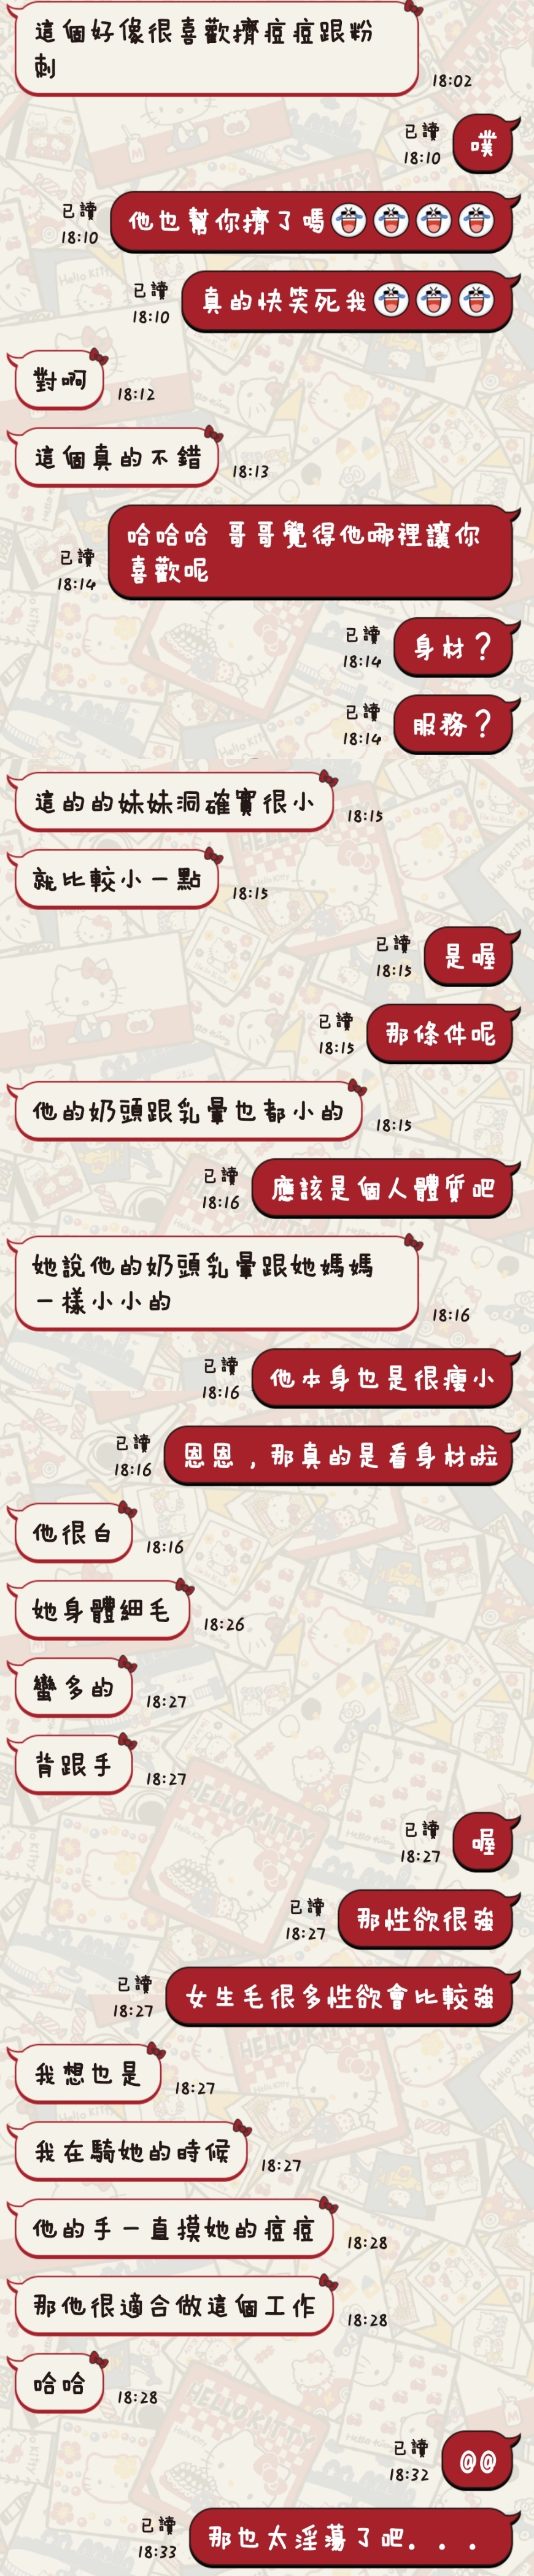 這個好像很喜歡擠痘痘跟粉
刺
18:02
已讀
18:10
噗
已讀
18:10
他也幫你擠了嗎😂😂😂😂
已讀
18:10
真的快笑死我😂😂😂
對啊
18:12
這個真的不錯
18:13
已讀
18:14
哈哈哈 哥哥覺得他哪裡讓你
喜歡呢
已讀
18:14
身材?
已讀
18:14
服務?
這的的妹妹洞確實很小
18:15
就比較小一點
18:15
已讀
18:15
是喔
已讀
18:15
那條件呢
他的奶頭跟乳暈也都小的
18:15
已讀
18:16
應該是個人體質吧
她說他的奶頭乳暈跟她媽媽
一樣小小的
18:16
已讀
18:16
他本身也是很瘦小
已讀
18:16
恩恩,那真的是看身材啦
他很白
18:16
她身體細毛
18:26
蠻多的
18:27
背跟手
18:27
已讀
18:27
喔
已讀
18:27
那性欲很強
已讀
18:27
女生毛很多性欲會比較強
我想也是
18:27
我在騎她的時候
18:27
他的手一直摸她的痘痘
18:28
那他很適合做這個工作
18:28
哈哈
18:28
已讀
18:32
@@
已讀
18:33
那也太淫蕩了吧...